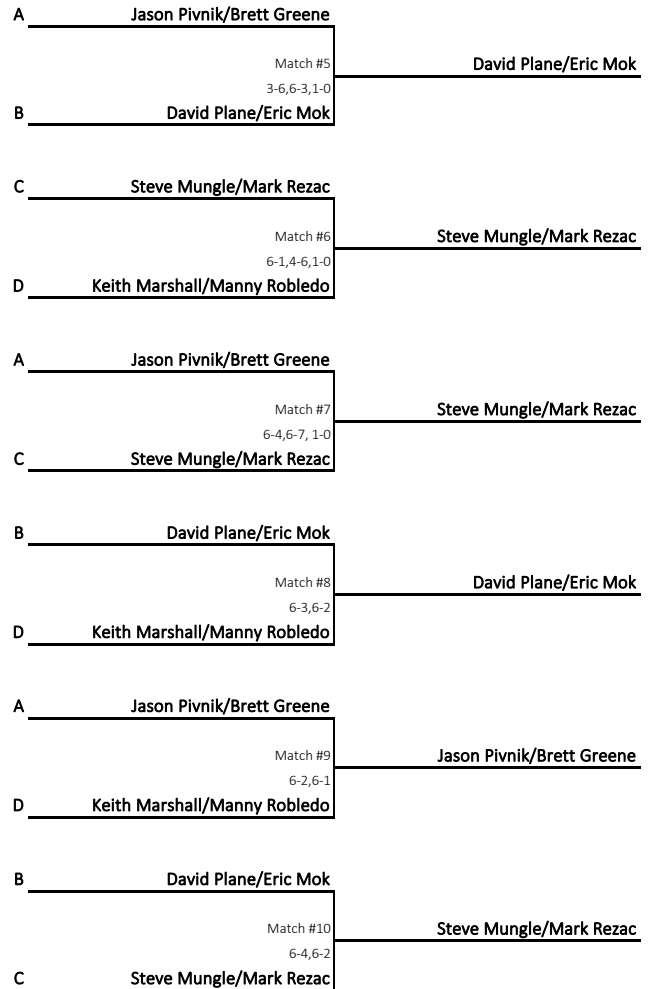 A Jason Pivnik/Brett Greene
Match #5 David Plane/Eric Mok
3-6,6-3,1-0
B David Plane/Eric Mok
C Steve Mungle/Mark Rezac
Match #6 Steve Mungle/Mark Rezac
6-1,4-6,1-0
D Keith Marshall/Manny Robledo
A Jason Pivnik/Brett Greene
Match #7 Steve Mungle/Mark Rezac
6-4,6-7, 1-0
C Steve Mungle/Mark Rezac
B David Plane/Eric Mok
Match #8 David Plane/Eric Mok
6-3,6-2
D Keith Marshall/Manny Robledo
A Jason Pivnik/Brett Greene
Match #9 Jason Pivnik/Brett Greene
6-2,6-1
D Keith Marshall/Manny Robledo
B David Plane/Eric Mok
Match #10 Steve Mungle/Mark Rezac
6-4,6-2
C Steve Mungle/Mark Rezac